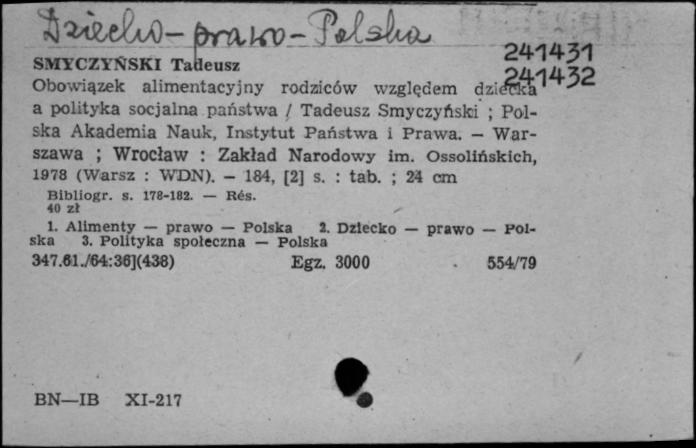 Dziecko - prawo - Polska
241431
SMYCZYŃSKI Tadeusz
241432
Obowiązek alimentacyjny rodziców względem dziecka
a polityka socjalna państwa / Tadeusz Smyczyński ; Pol-
ska Akademia Nauk, Instytut Państwa i Prawa. — War-
szawa ; Wrocław : Zakład Narodowy im. Ossolińskich,
1978 (Warsz : WDN). — 184, [2] s. : tab. ; 24 cm
Bibliogr. s. 178-182. — Rés.
40 zł
1. Alimenty — prawo — Polska 2. Dziecko — prawo — Pol-
ska 3. Polityka społeczna — Polska
347.61./64:36](438) Egz. 3000 554/79
BN—IB XI-217